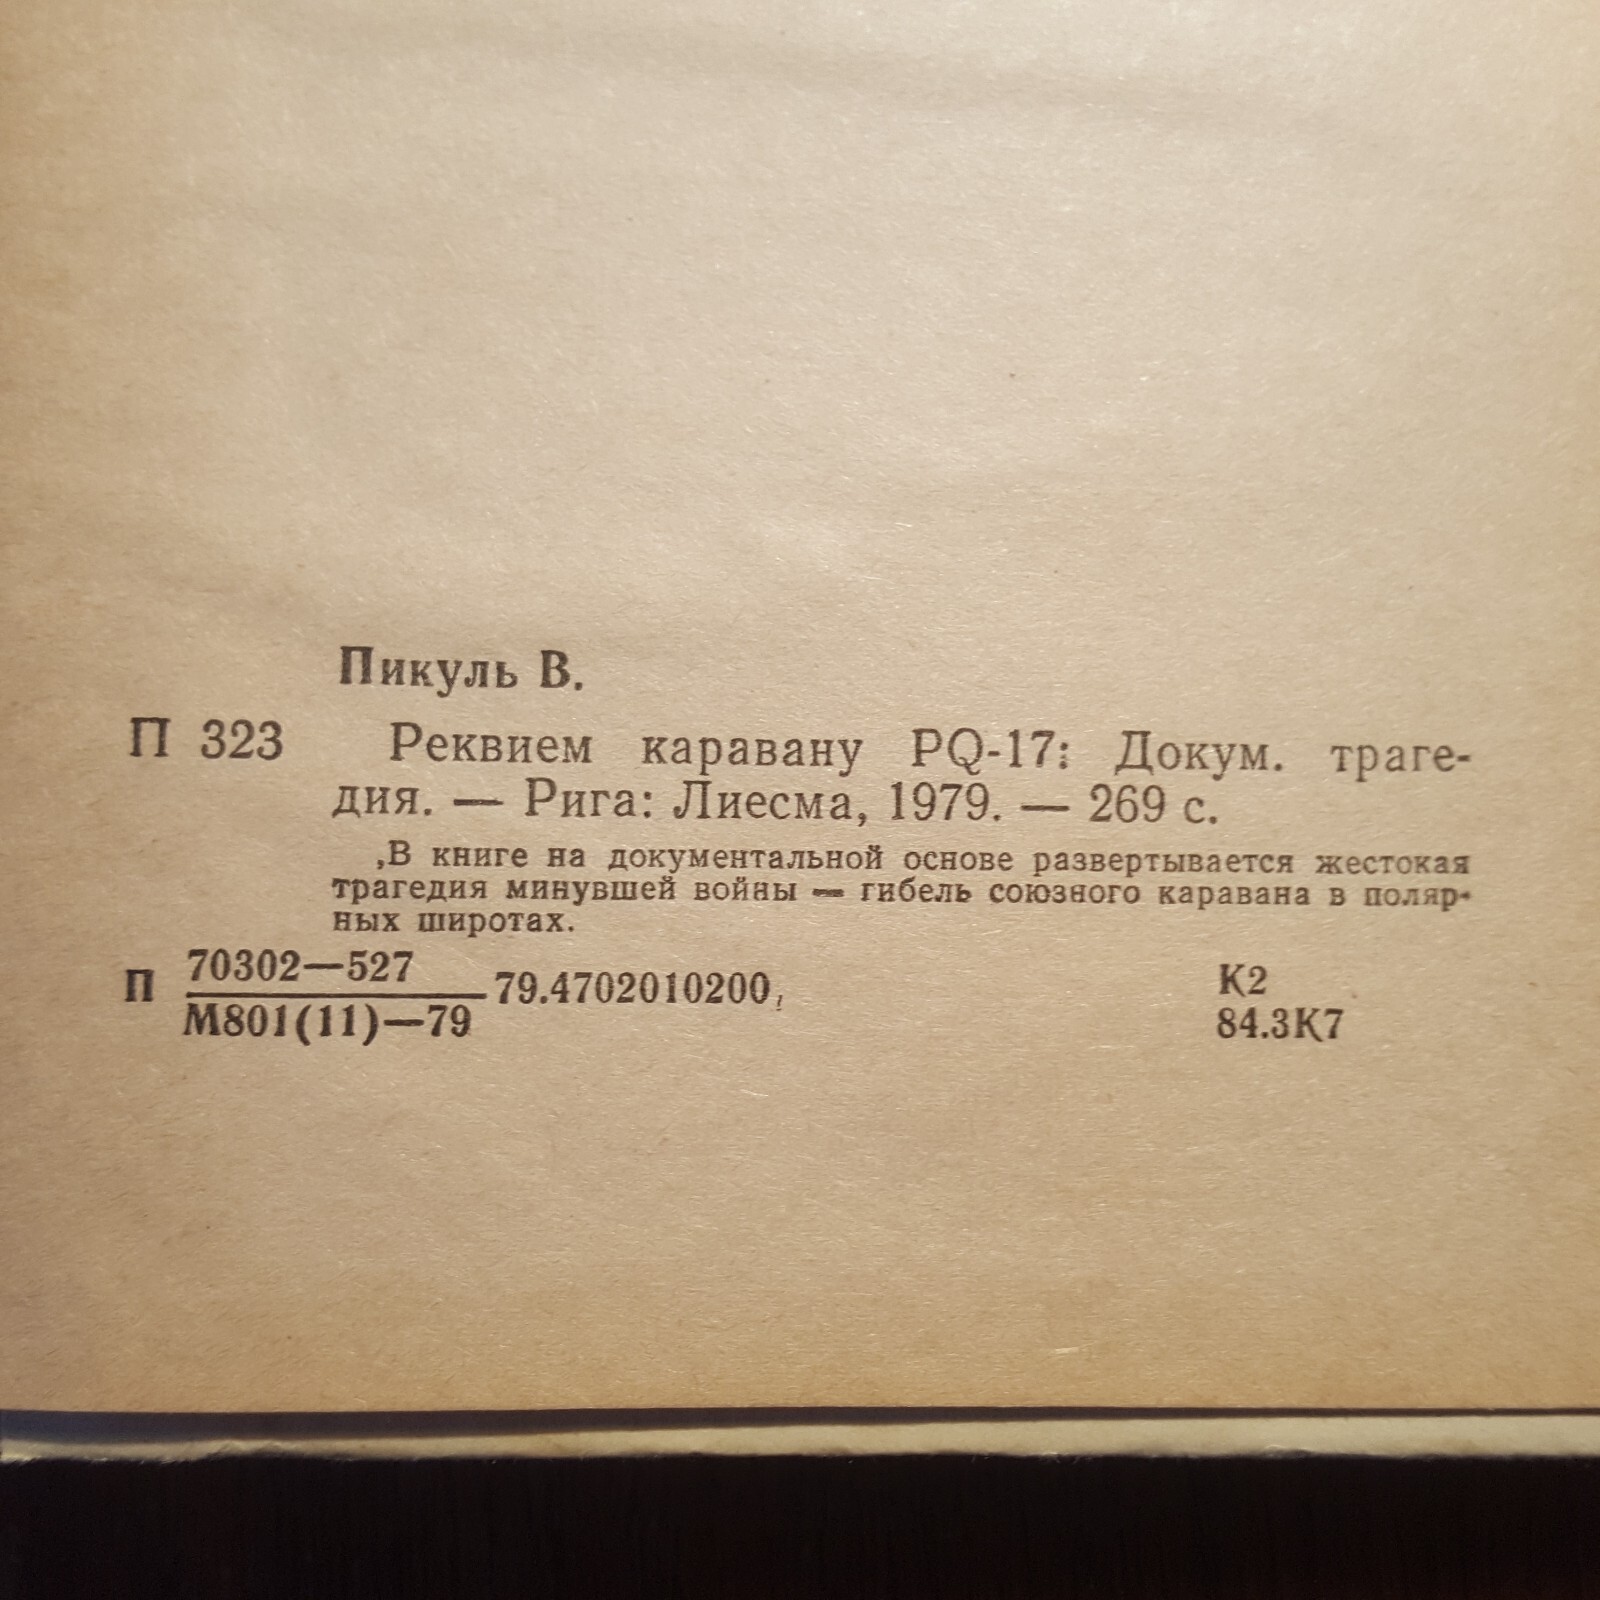 Пикуль В.
П 323 Реквием каравану PQ-17: Докум. траге-
дия. — Рига: Лиесма, 1979. — 269 с.
,В книге на документальной основе развертывается жестокая
трагедия минувшей войны — гибель союзного каравана в поляр-
ных широтах.
70302—527
П 79.4702010200,
М801(11)—79
К2
84.3К7